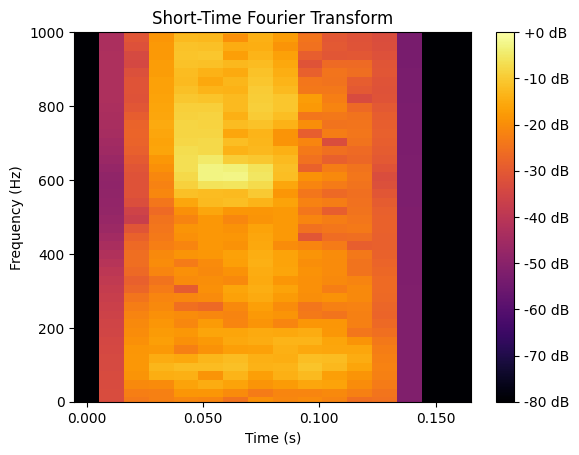 Short-Time Fourier Transform
1000
800
600
400
200
0
Frequency (Hz)
0.000
0.050
0.100
0.150
Time (s)
+0 dB
-10 dB
-20 dB
-30 dB
-40 dB
-50 dB
-60 dB
-70 dB
-80 dB